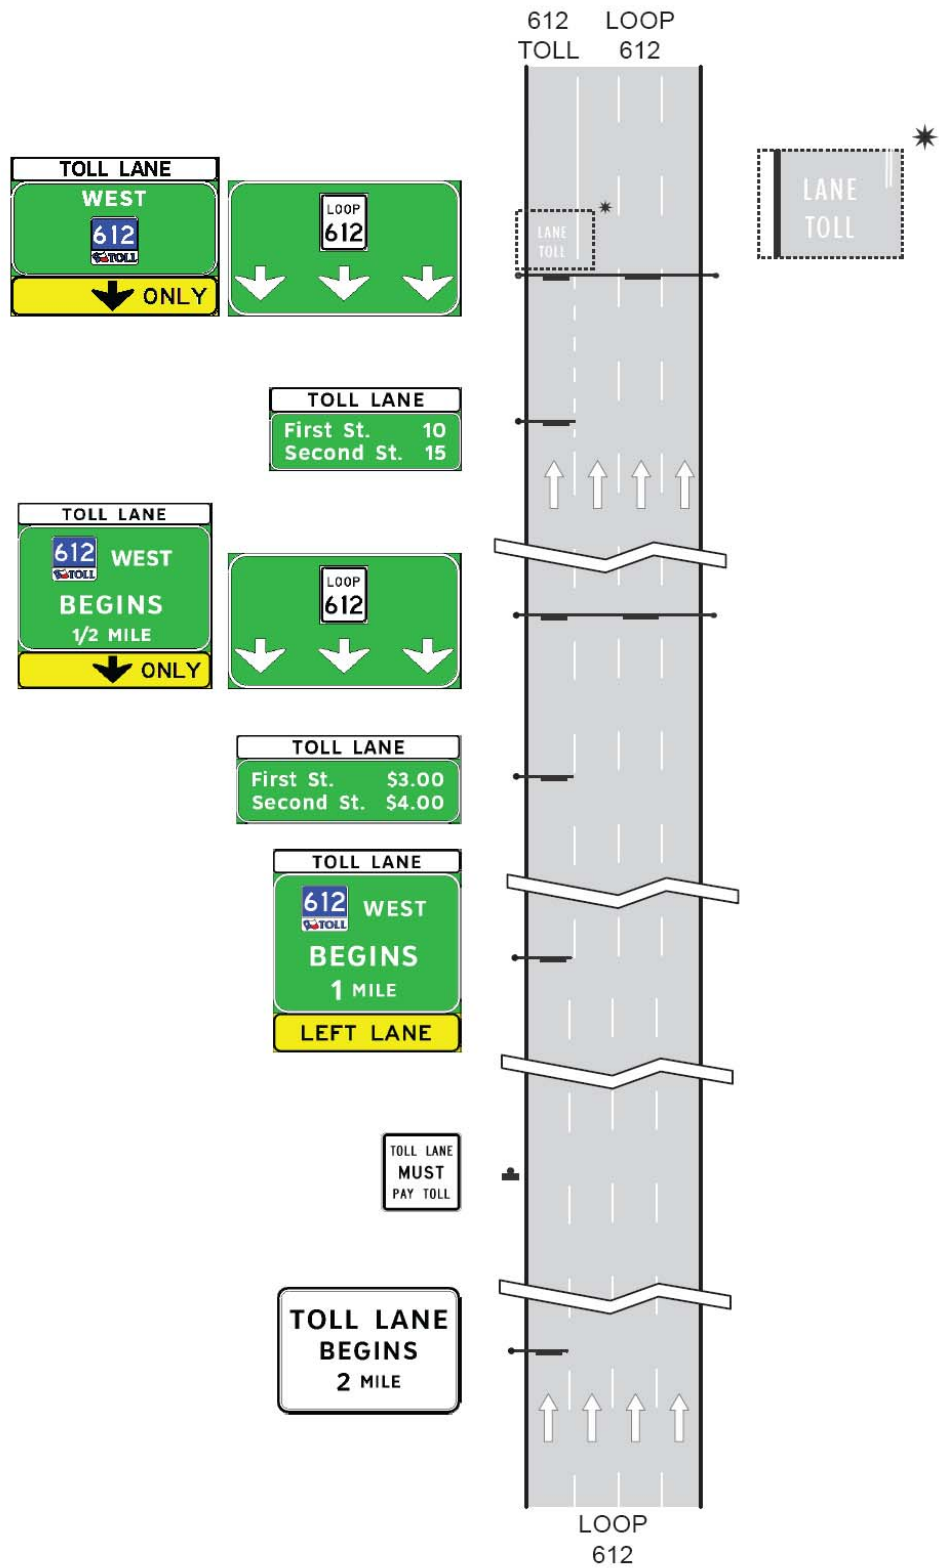 612
TOLL
LOOP
612
TOLL LANE
WEST
612
TOLL
ONLY
LOOP
612
LANE
TOLL
LANE
TOLL
TOLL LANE
First St. 10
Second St. 15
TOLL LANE
612 WEST
TOLL
BEGINS
1/2 MILE
ONLY
LOOP
612
TOLL LANE
First St. $3.00
Second St. $4.00
TOLL LANE
612 WEST
TOLL
BEGINS
1 MILE
LEFT LANE
TOLL LANE
MUST
PAY TOLL
TOLL LANE
BEGINS
2 MILE
LOOP
612